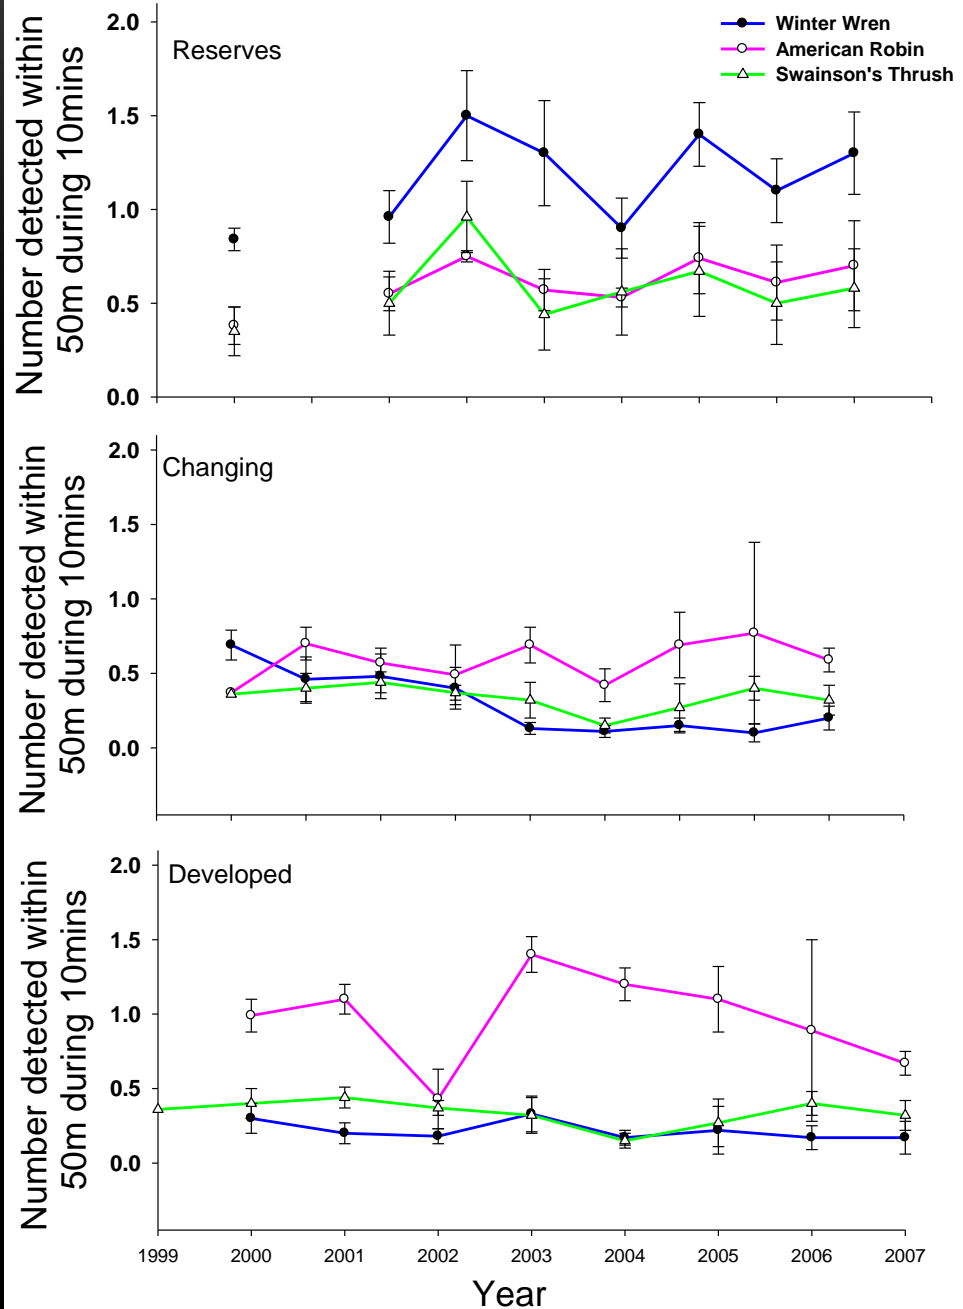 Number detected within
50m during 10mins
2.0
1.5
1.0
0.5
0.0
Reserves
Winter Wren
American Robin
Swainson's Thrush
Number detected within
50m during 10mins
2.0
1.5
1.0
0.5
0.0
Changing
Number detected within
50m during 10mins
2.0
1.5
1.0
0.5
0.0
Developed
1999 2000 2001 2002 2003 2004 2005 2006 2007
Year